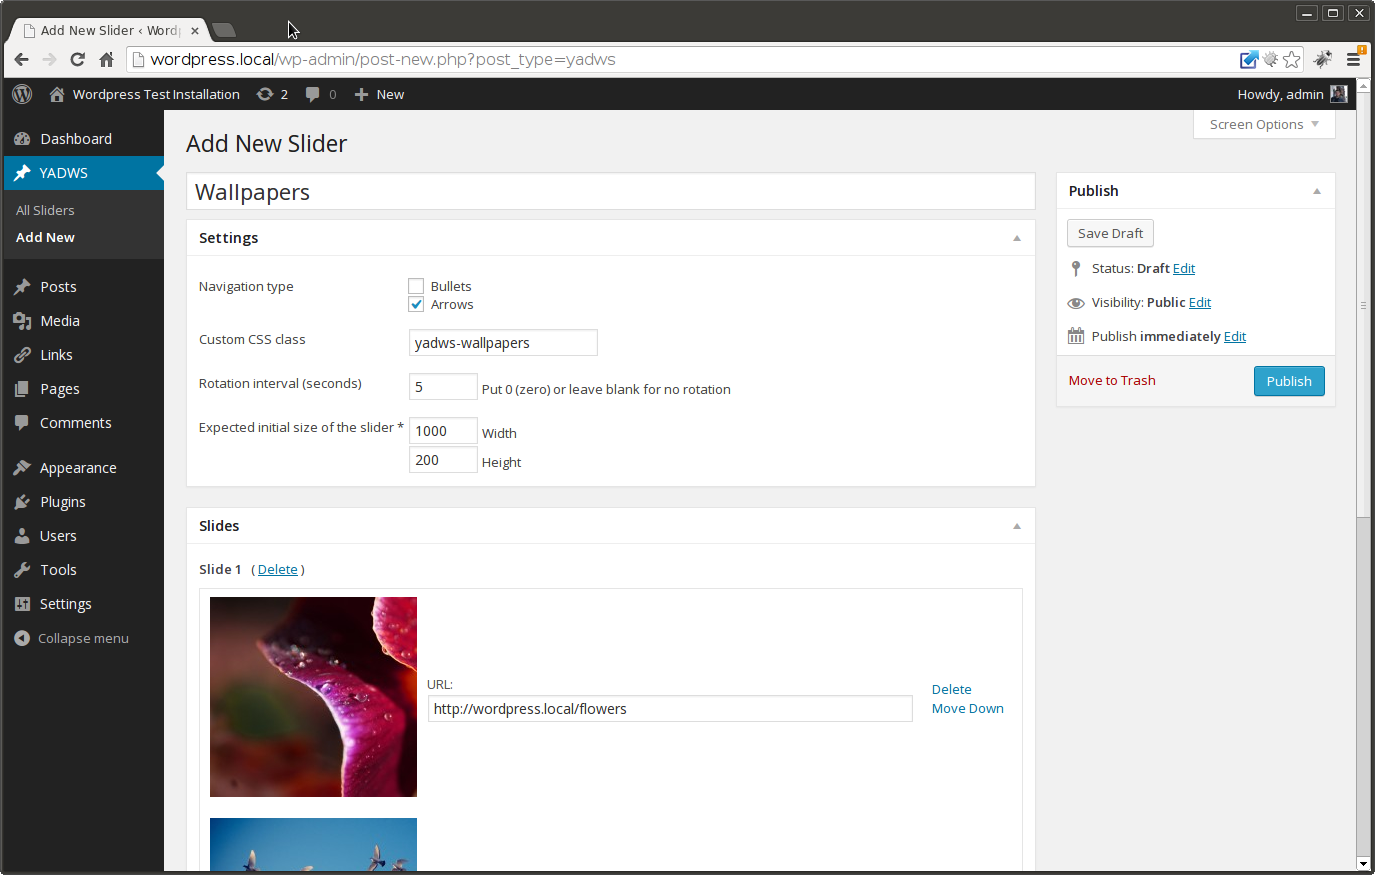 Add New Slider ‹ Word
wordpress.local/wp-admin/post-new.php?post_type=yadws
Wordpress Test Installation 2 0 New Howdy, admin
Screen Options
Dashboard
YADWS
All Sliders
Add New
Posts
Media
Links
Pages
Comments
Appearance
Plugins
Users
Tools
Settings
Collapse menu
Add New Slider
Wallpapers
Settings
Navigation type
Bullets
Arrows
Custom CSS class yadws-wallpapers
Rotation interval (seconds) 5 Put 0 (zero) or leave blank for no rotation
Expected initial size of the slider * 1000 Width
200 Height
Slides
Slide 1 ( Delete )
URL:
http://wordpress.local/flowers
Delete
Move Down
Publish
Save Draft
Status: Draft Edit
Visibility: Public Edit
Publish immediately Edit
Move to Trash Publish